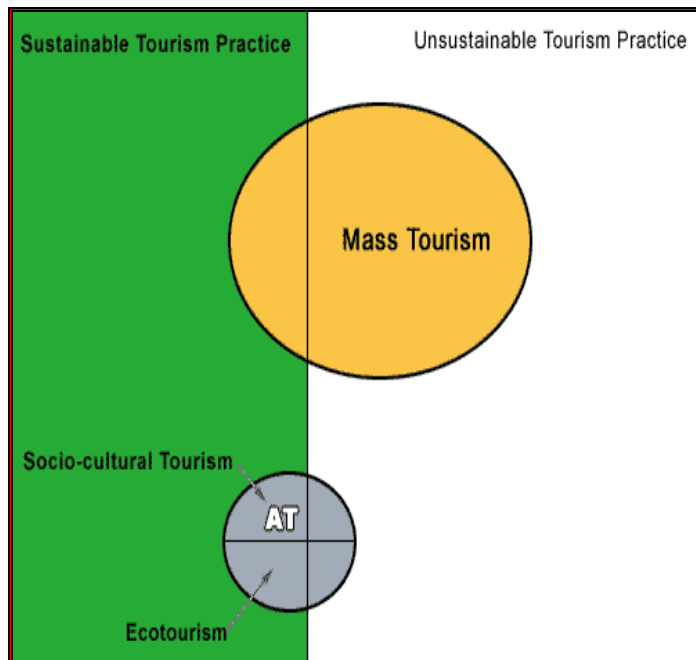 Sustainable Tourism Practice
Unsustainable Tourism Practice
Mass Tourism
Socio-cultural Tourism
AT
Ecotourism